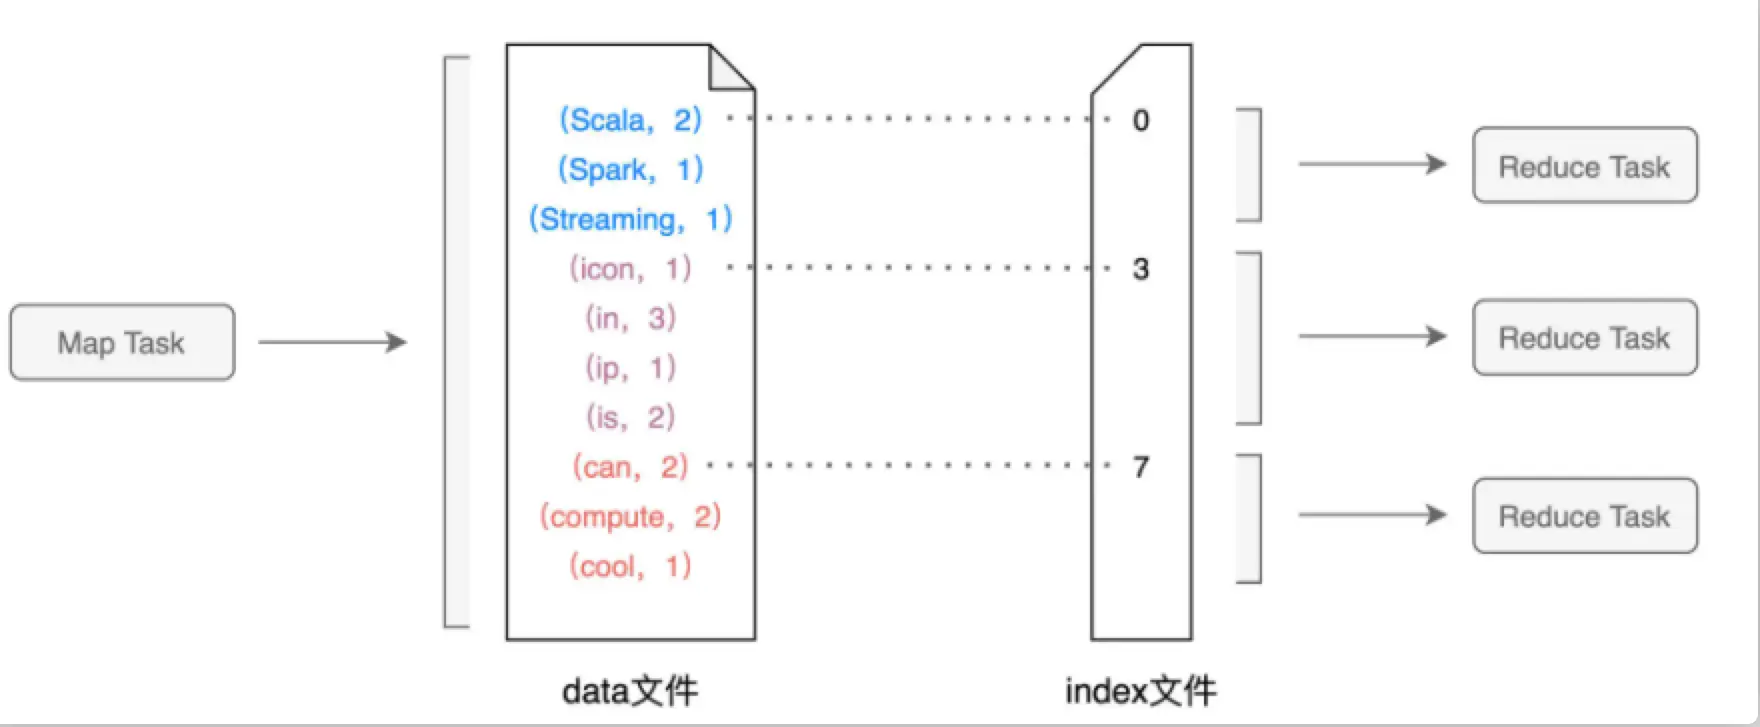 Map Task
(Scala, 2)
(Spark, 1)
(Streaming, 1)
(icon, 1)
(in, 3)
(ip, 1)
(is, 2)
(can, 2)
(compute, 2)
(cool, 1)
data文件
0
3
7
index文件
Reduce Task
Reduce Task
Reduce Task